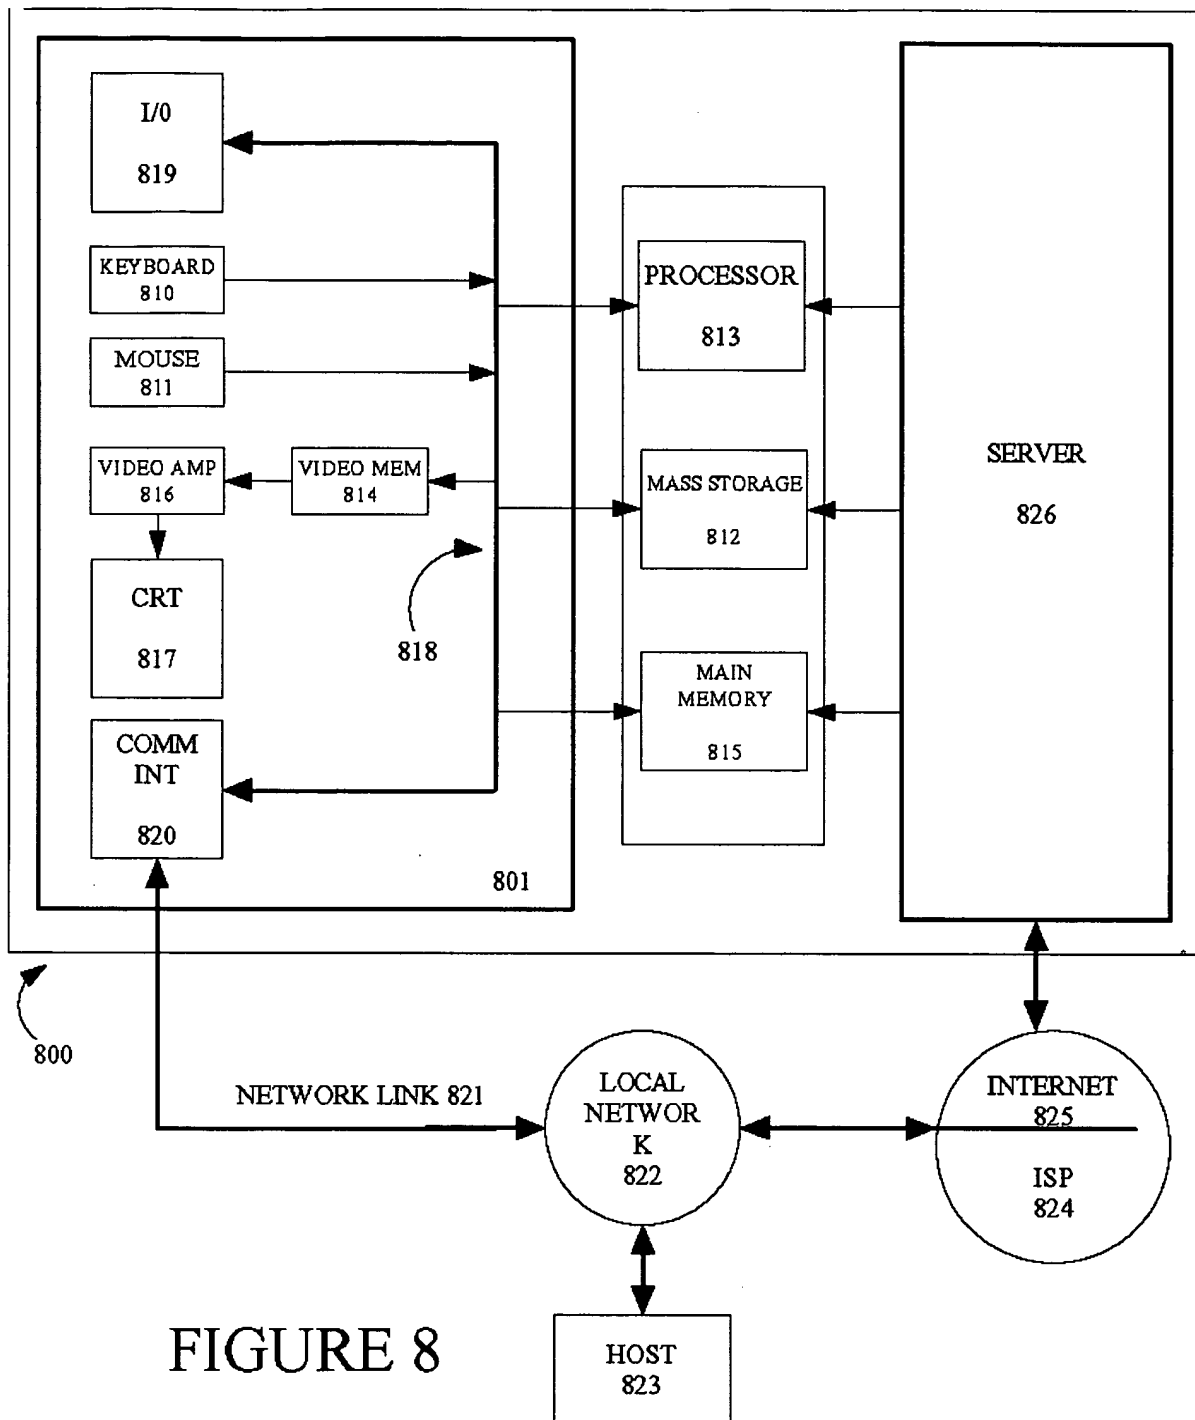 I/0
819
KEYBOARD
810
MOUSE
811
VIDEO AMP
816
VIDEO MEM
814
CRT
817
818
COMM
INT
820
801
PROCESSOR
813
MASS STORAGE
812
MAIN
MEMORY
815
SERVER
826
800
NETWORK LINK 821
LOCAL
NETWOR
K
822
INTERNET
825
ISP
824
HOST
823
FIGURE 8